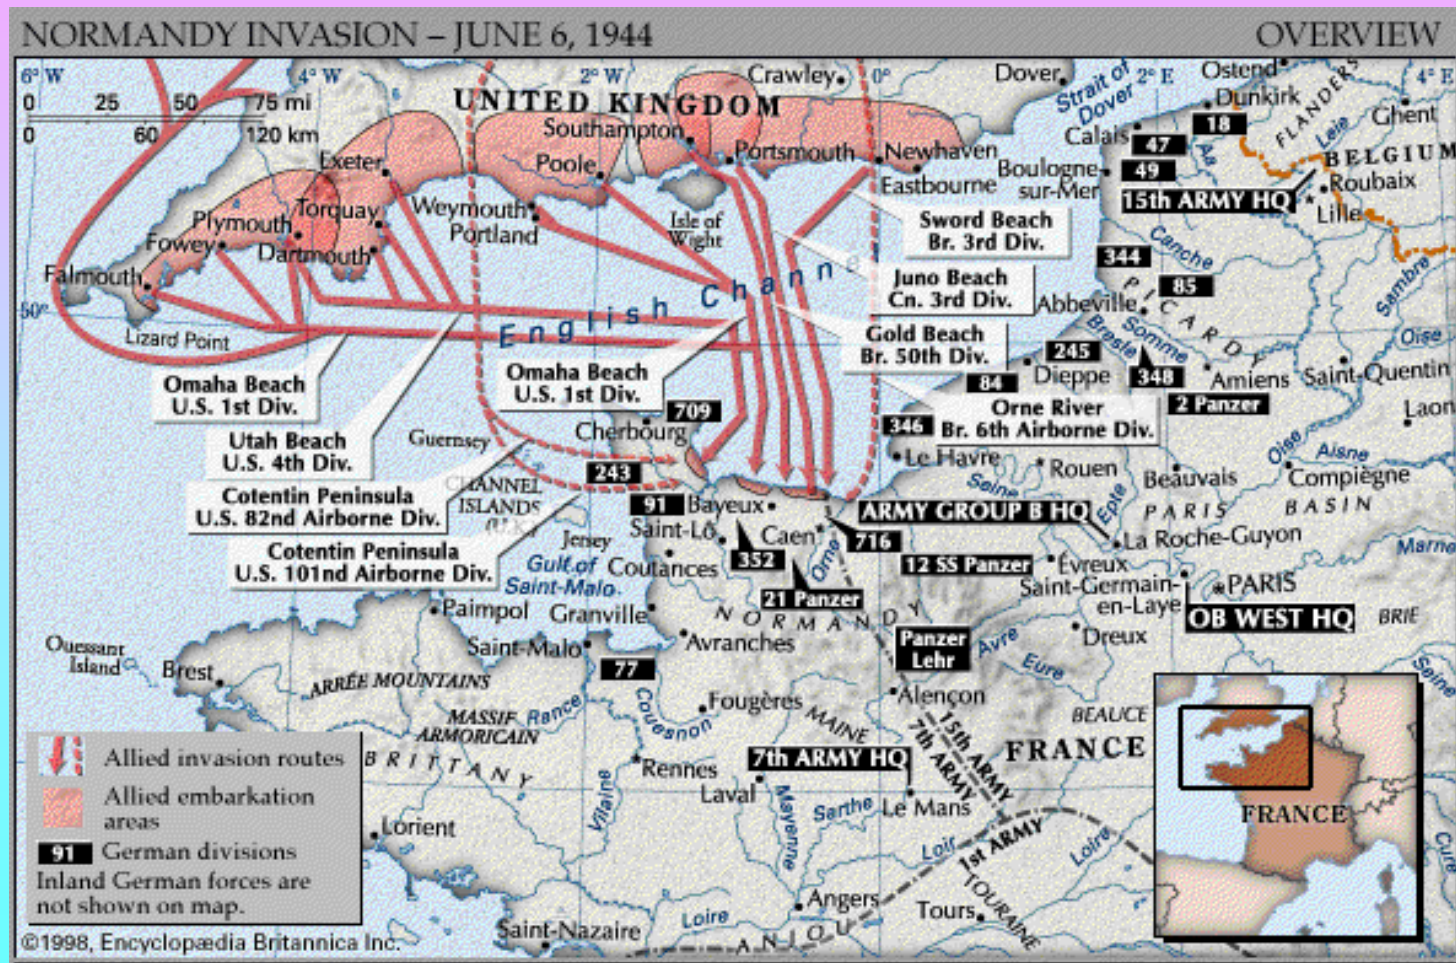 NORMANDY INVASION – JUNE 6, 1944
OVERVIEW
6° W
4° W
2° W
0°
2° E
4° E
50°
0 25 50 75 mi
0 60 120 km
UNITED KINGDOM
Crawley
Dover
Strait of
Dover
Ostend
Dunkirk
FLANDERS
Ghent
Leie
BELGIUM
Calais
18
47
49
Aa
Boulogne-
sur-Mer
15th ARMY HQ
Roubaix
Lille
Southampton
Portsmouth
Newhaven
Eastbourne
Poole
Exeter
Isle of
Wight
Weymouth
Portland
Torquay
Plymouth
Dartmouth
Fowey
Falmouth
Lizard Point
English Channe
Sword Beach
Br. 3rd Div.
Juno Beach
Cn. 3rd Div.
Gold Beach
Br. 50th Div.
Orne River
Br. 6th Airborne Div.
Omaha Beach
U.S. 1st Div.
Omaha Beach
U.S. 1st Div.
Utah Beach
U.S. 4th Div.
Cotentin Peninsula
U.S. 82nd Airborne Div.
Cotentin Peninsula
U.S. 101nd Airborne Div.
344
Canche
85
PICARDY
Abbeville
Somme
Bresle
Sambre
Oise
245
Dieppe
348
84
Amiens
Saint-Quentin
2 Panzer
Laon
346
Le Havre
Rouen
Seine
Beauvais
Oise
Aisne
Compiègne
Epte
PARIS BASIN
709
Cherbourg
Guernsey
CHANNEL
ISLANDS
(U.K.)
Jersey
243
91
Bayeux
Saint-Lô
Caen
Orne
716
352
21 Panzer
ARMY GROUP B HQ
La Roche-Guyon
Marne
12 SS Panzer
Évreux
Saint-Germain-
en-Laye
PARIS
OB WEST HQ
BRIE
Gulf of
Saint-Malo
Coutances
Granville
NORMANDY
Paimpol
Saint-Malo
Avranches
77
Panzer
Lehr
Avre
Dreux
Eure
Seine
Ouessant
Island
Brest
ARRÉE MOUNTAINS
MASSIF
ARMORICAIN
Rance
Couesnon
Fougères
MAINE
Alençon
BEAUCE
BRITTANY
15th ARMY
7th ARMY
FRANCE
7th ARMY HQ
Rennes
Laval
Vilaine
Mayenne
Sarthe
Le Mans
Lorient
Loir
1st ARMY
Loire
Cure
Angers
Tours
TOURAINE
Loire
ANJOU
Saint-Nazaire
FRANCE
Allied invasion routes
Allied embarkation
areas
91 German divisions
Inland German forces are
not shown on map.
©1998, Encyclopædia Britannica Inc.